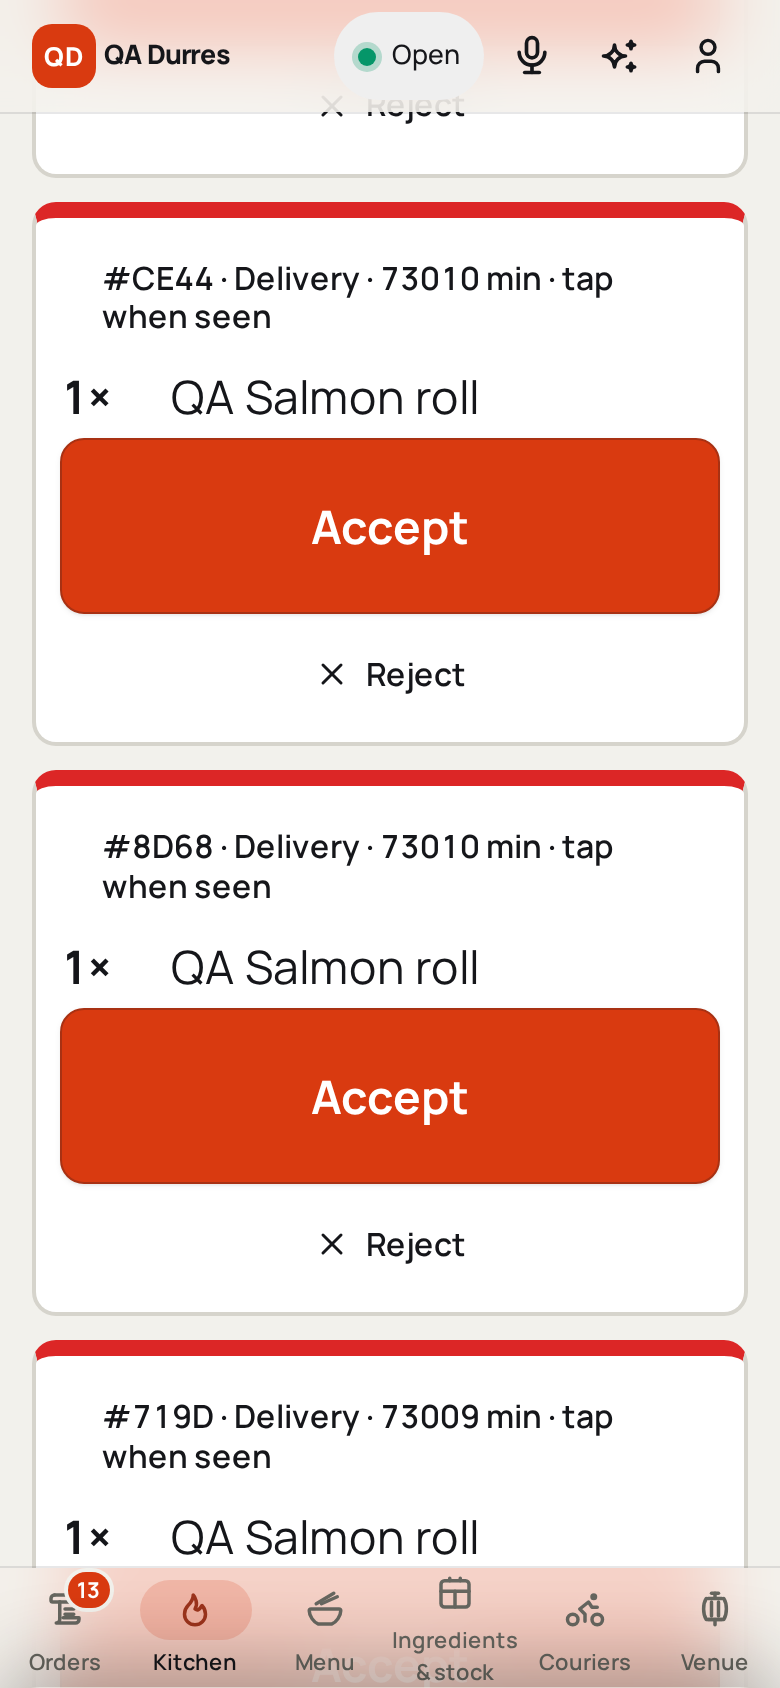 QD QA Durres
Open
Reject
#CE44 · Delivery · 73010 min · tap
when seen
1× QA Salmon roll
Accept
Reject
#8D68 · Delivery · 73010 min · tap
when seen
1× QA Salmon roll
Accept
Reject
#719D · Delivery · 73009 min · tap
when seen
1× QA Salmon roll
Accept
13
Orders
Kitchen
Menu
Ingredients
& stock
Couriers
Venue